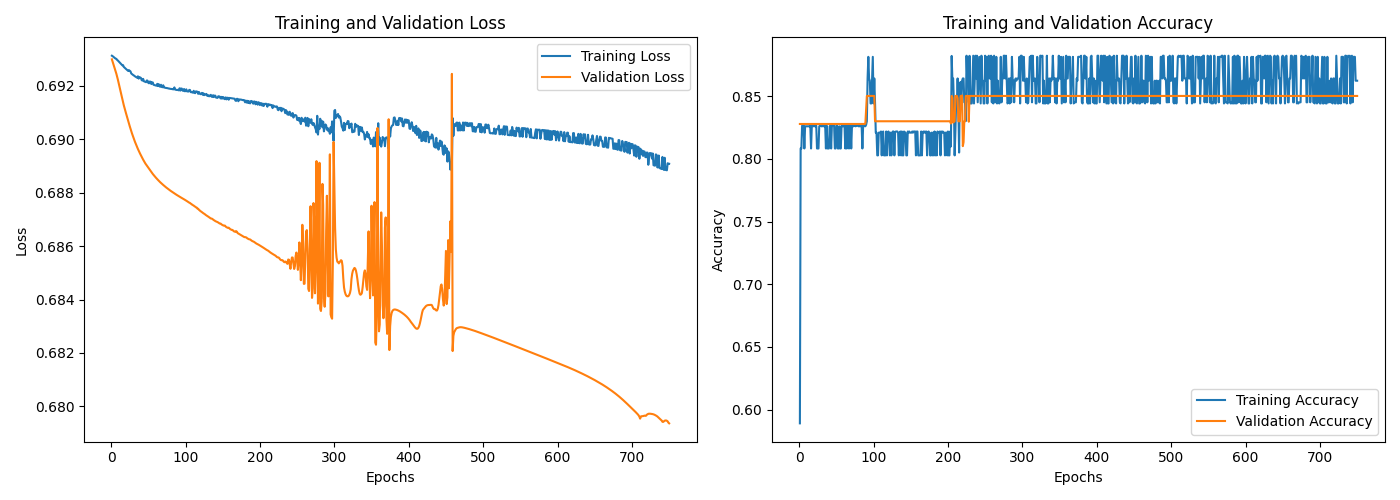 Training and Validation Loss
Training Loss
Validation Loss
0.692
0.690
0.688
0.686
0.684
0.682
0.680
Loss
0
100
200
300
400
500
600
700
Epochs
Training and Validation Accuracy
0.85
0.80
0.75
0.70
0.65
0.60
Accuracy
Training Accuracy
Validation Accuracy
0
100
200
300
400
500
600
700
Epochs